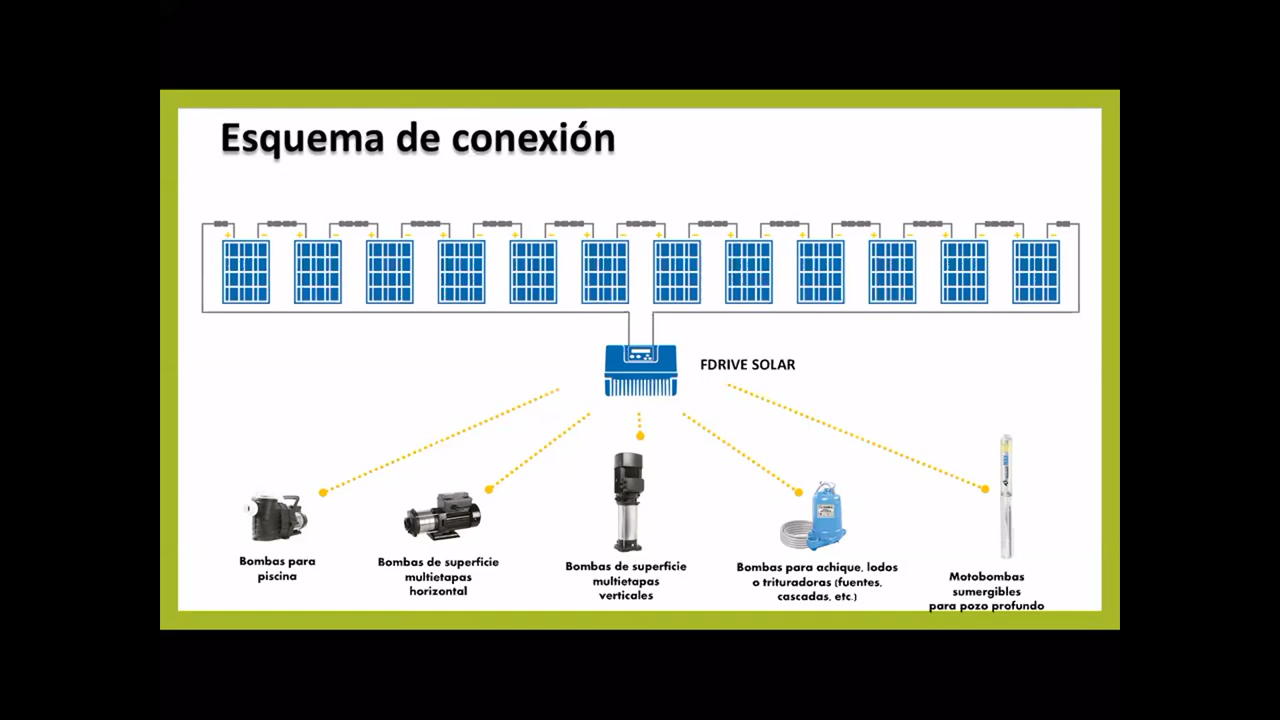 Esquema de conexión
FDRIVE SOLAR
Bombas para
piscina
Bombas de superficie
multietapas
horizontal
Bombas de superficie
multietapas
verticales
Bombas para achique, lodos
o trituradoras (fuentes,
cascadas, etc.)
Motobombas
sumergibles
para pozo profundo